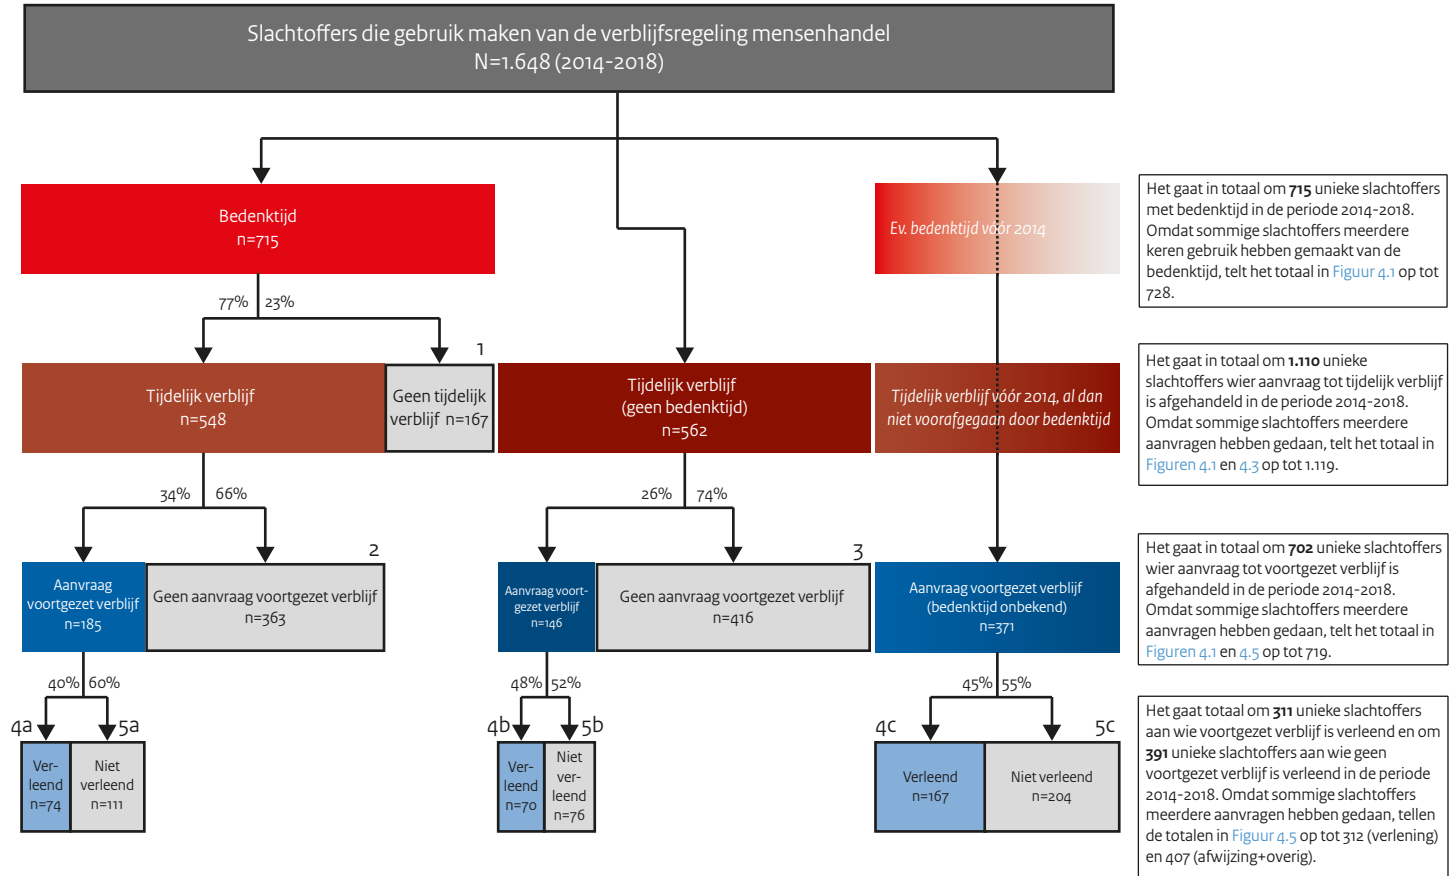 Slachtoffers die gebruik maken van de verblijfsregeling mensenhandel
N=1.648 (2014-2018)
Bedenktijd
n=715
Ev. bedenktijd vóór 2014
Het gaat in totaal om 715 unieke slachtoffers
met bedenktijd in de periode 2014-2018.
Omdat sommige slachtoffers meerdere
keren gebruik hebben gemaakt van de
bedenktijd, telt het totaal in Figuur 4.1 op tot
728.
77% 23%
1
Tijdelijk verblijf
n=548
Geen tijdelijk
verblijf n=167
Tijdelijk verblijf
(geen bedenktijd)
n=562
Tijdelijk verblijf vóór 2014, al dan
niet voorafgegaan door bedenktijd
Het gaat in totaal om 1.110 unieke
slachtoffers wier aanvraag tot tijdelijk verblijf
is afgehandeld in de periode 2014-2018.
Omdat sommige slachtoffers meerdere
aanvragen hebben gedaan, telt het totaal in
Figuren 4.1 en 4.3 op tot 1.119.
34% 66%
26% 74%
2
3
Aanvraag
voortgezet verblijf
n=185
Geen aanvraag voortgezet verblijf
n=363
Aanvraag voort-
gezet verblijf
n=146
Geen aanvraag voortgezet verblijf
n=416
Aanvraag voortgezet verblijf
(bedenktijd onbekend)
n=371
Het gaat in totaal om 702 unieke slachtoffers
wier aanvraag tot voortgezet verblijf is
afgehandeld in de periode 2014-2018.
Omdat sommige slachtoffers meerdere
aanvragen hebben gedaan, telt het totaal in
Figuren 4.1 en 4.5 op tot 719.
40% 60%
48% 52%
45% 55%
4a
5a
4b
5b
4c
5c
Ver-
leend
n=74
Niet
verleend
n=111
Ver-
leend
n=70
Niet
ver-
leend
n=76
Verleend
n=167
Niet verleend
n=204
Het gaat totaal om 311 unieke slachtoffers
aan wie voortgezet verblijf is verleend en om
391 unieke slachtoffers aan wie geen
voortgezet verblijf is verleend in de periode
2014-2018. Omdat sommige slachtoffers
meerdere aanvragen hebben gedaan, tellen
de totalen in Figuur 4.5 op tot 312 (verlening)
en 407 (afwijzing+overig).